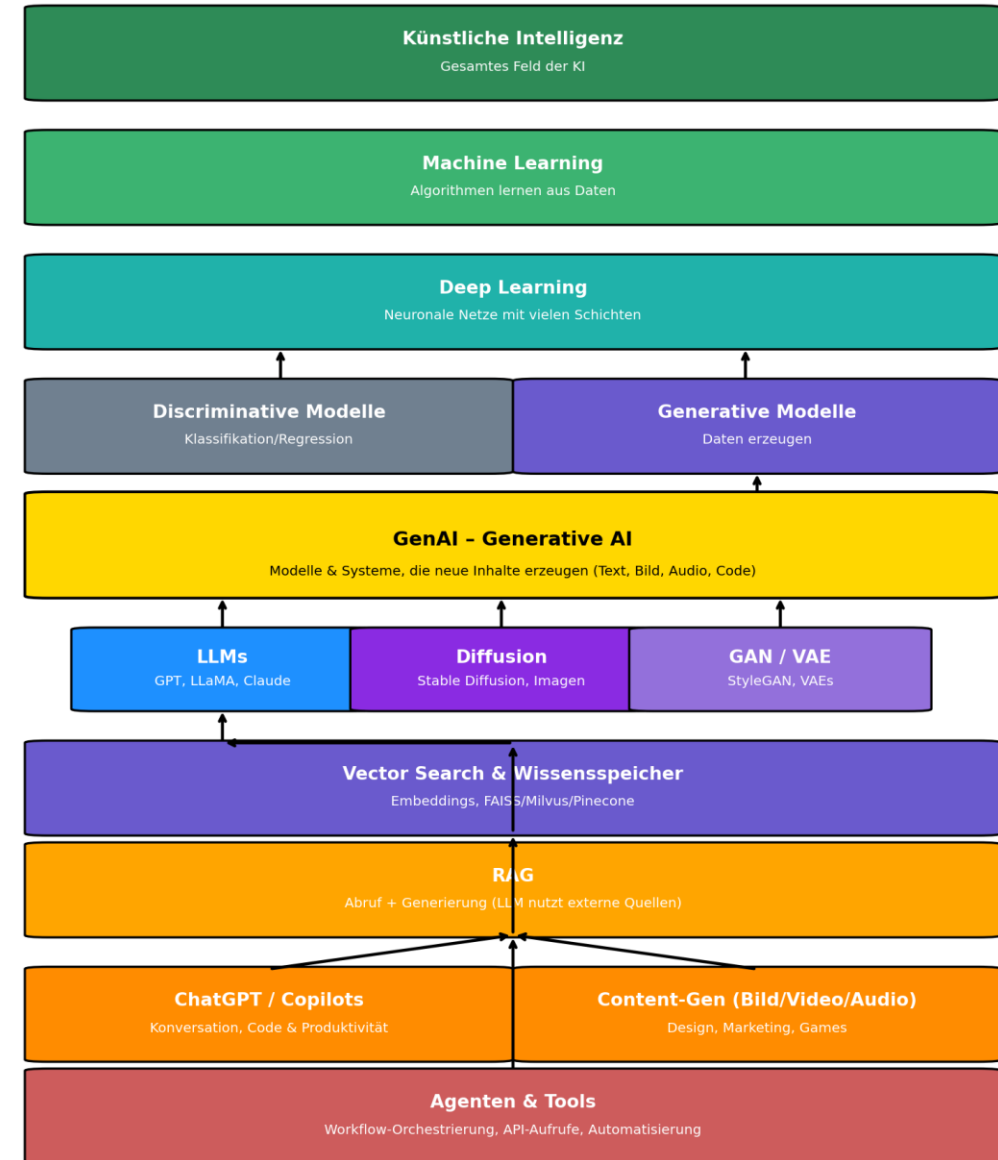 Künstliche Intelligenz
Gesamtes Feld der KI
Machine Learning
Algorithmen lernen aus Daten
Deep Learning
Neuronale Netze mit vielen Schichten
Discriminative Modelle
Klassifikation/Regression
Generative Modelle
Daten erzeugen
GenAI – Generative AI
Modelle & Systeme, die neue Inhalte erzeugen (Text, Bild, Audio, Code)
LLMs
GPT, LLaMA, Claude
Diffusion
Stable Diffusion, Imagen
GAN / VAE
StyleGAN, VAEs
Vector Search & Wissensspeicher
Embeddings, FAISS/Milvus/Pinecone
RAG
Abruf + Generierung (LLM nutzt externe Quellen)
ChatGPT / Copilots
Konversation, Code & Produktivität
Content-Gen (Bild/Video/Audio)
Design, Marketing, Games
Agenten & Tools
Workflow-Orchestrierung, API-Aufrufe, Automatisierung